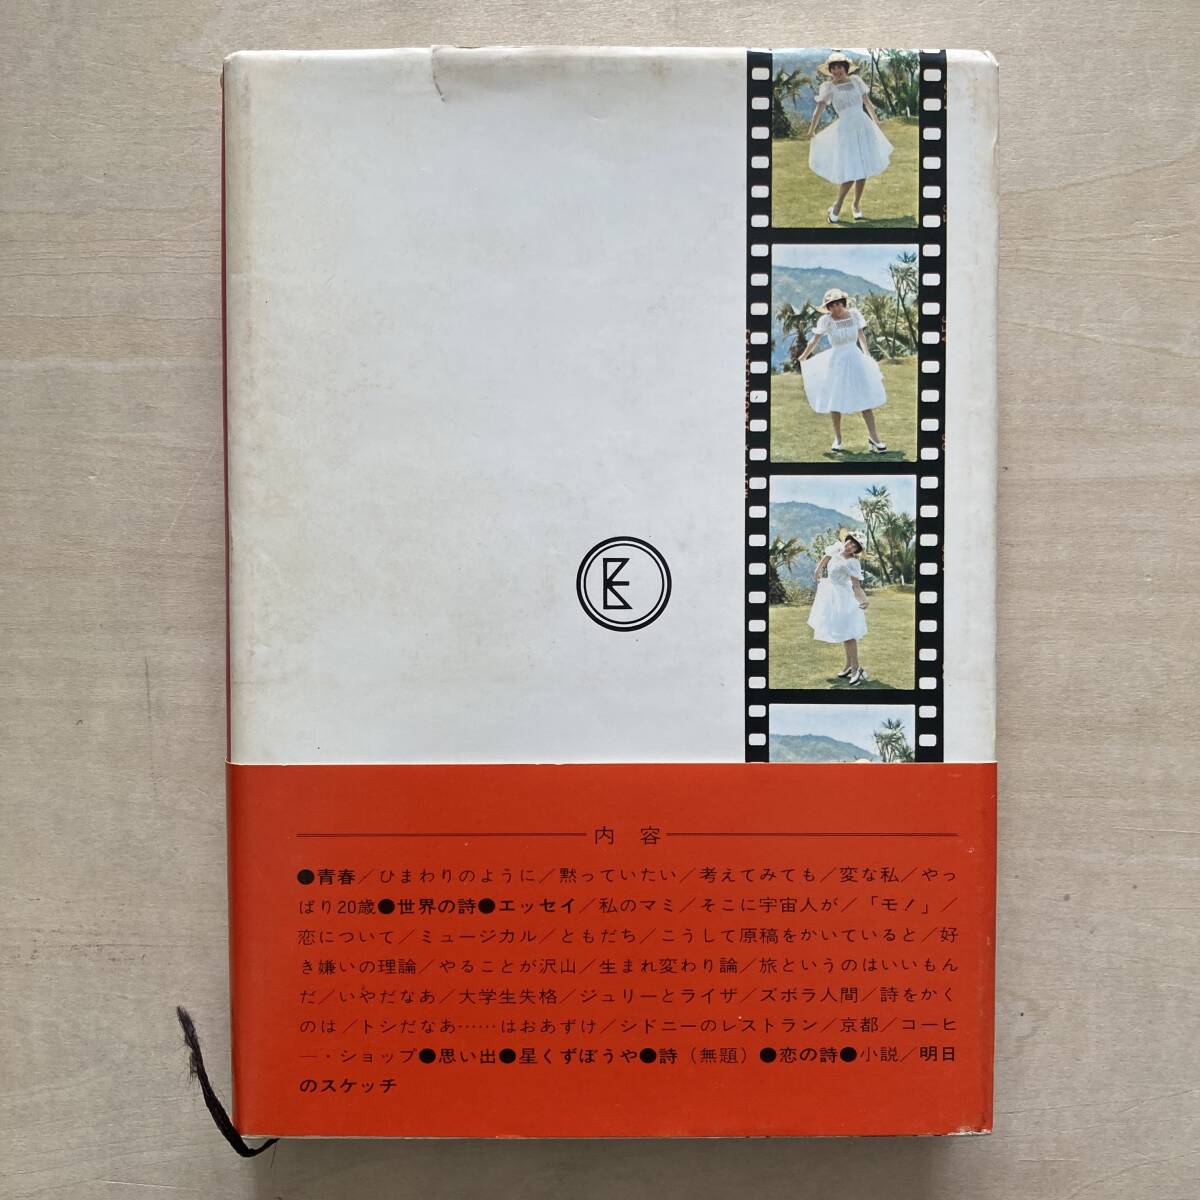 内容
●青春／ひまわりのように／黙っていたい／考えてみても／変な私／やっ
ぱり20歳●世界の詩●エッセイ／私のマミ／そこに宇宙人が／「モ！」／
恋について／ミュージカル／ともだち／こうして原稿をかいていると／好
き嫌いの理論／やることが沢山／生まれ変わり論／旅というのはいいもん
だ／いやだなあ／大学生失格／ジュリーとライザ／ズボラ人間／詩をかく
のは／トシだなあ……はおあずけ／シドニーのレストラン／京都／コーヒ
ー・ショップ●思い出●星くずぼうや●詩（無題）●恋の詩●小説／明日
のスケッチ